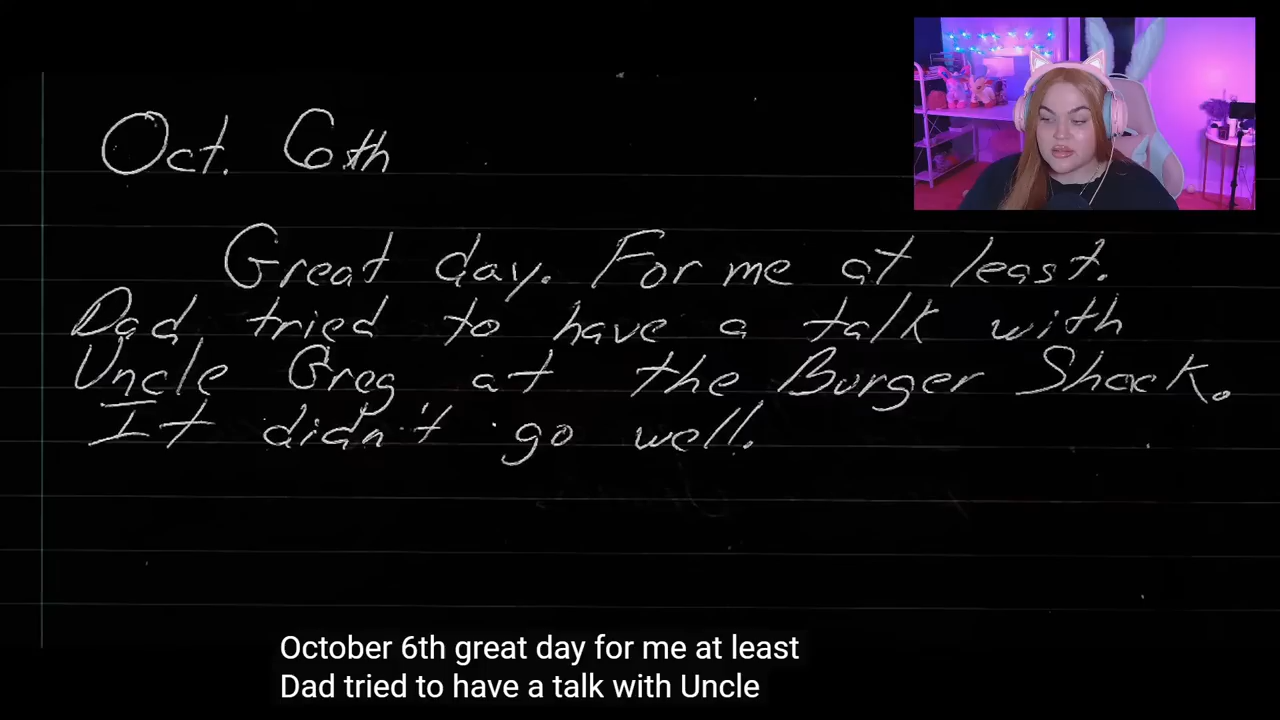 Oct. 6th
Great day. For me at least.
Dad tried to have a talk with
Uncle Greg at the Burger Shack.
It didn't go well.
October 6th great day for me at least
Dad tried to have a talk with Uncle